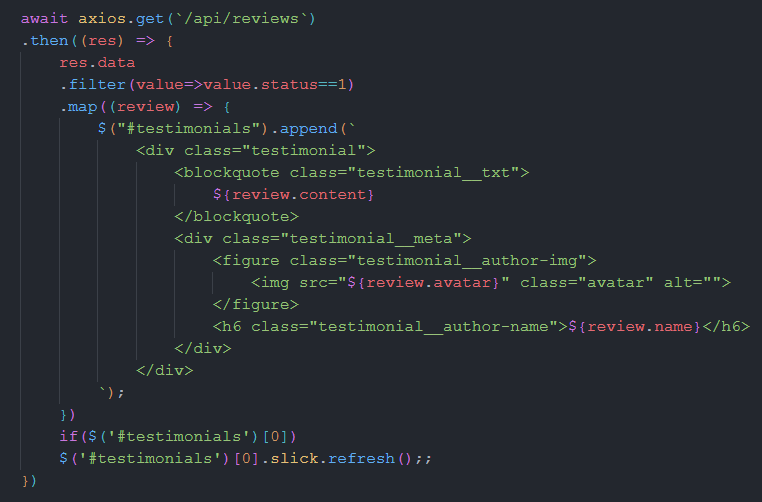 await axios.get(`/api/reviews`)
.then((res) => {
    res.data
    .filter(value=>value.status==1)
    .map((review) => {
        $("#testimonials").append(`
            <div class="testimonial">
                <blockquote class="testimonial__txt">
                    ${review.content}
                </blockquote>
                <div class="testimonial__meta">
                    <figure class="testimonial__author-img">
                        <img src="${review.avatar}" class="avatar" alt="">
                    </figure>
                    <h6 class="testimonial__author-name">${review.name}</h6>
                </div>
            </div>
        `);
    })
    if($('#testimonials')[0])
    $('#testimonials')[0].slick.refresh();;
})